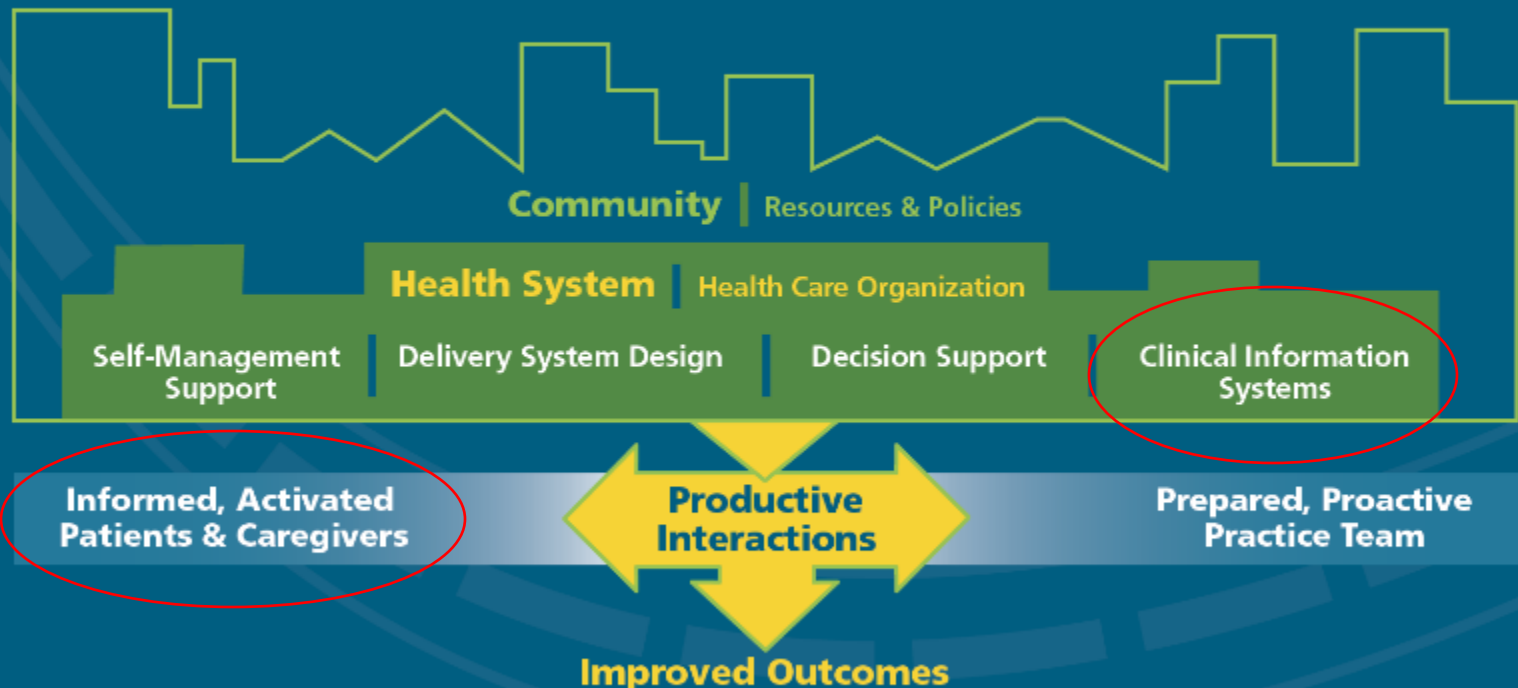 Community | Resources & Policies
Health System | Health Care Organization
Self-Management
Support
Delivery System Design
Decision Support
Clinical Information
Systems
Informed, Activated
Patients & Caregivers
Productive
Interactions
Prepared, Proactive
Practice Team
Improved Outcomes